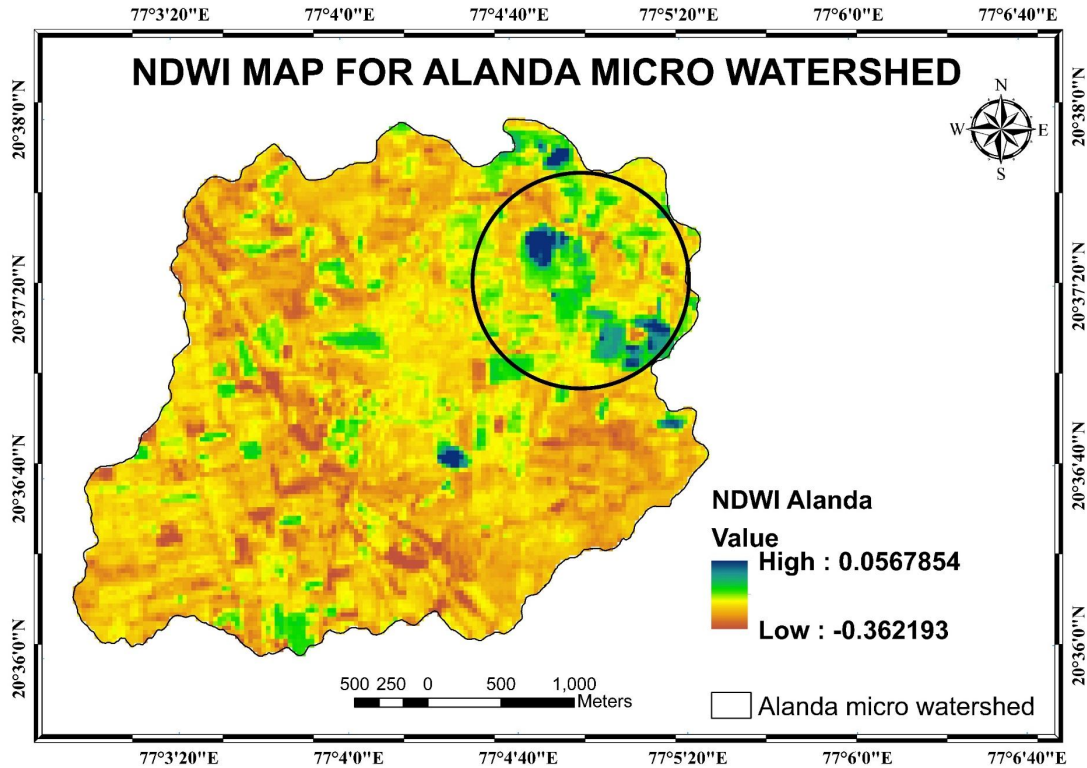 77°3'20"E 77°4'0"E 77°4'40"E 77°5'20"E 77°6'0"E 77°6'40"E
NDWI MAP FOR ALANDA MICRO WATERSHED
20°38'0"N 20°38'0"N
N
W E
S
20°37'20"N 20°37'20"N
20°36'40"N 20°36'40"N
NDWI Alanda
Value
High : 0.0567854
Low : -0.362193
20°36'0"N 20°36'0"N
500 250 0 500 1,000
Meters
Alanda micro watershed
77°3'20"E 77°4'0"E 77°4'40"E 77°5'20"E 77°6'0"E 77°6'40"E